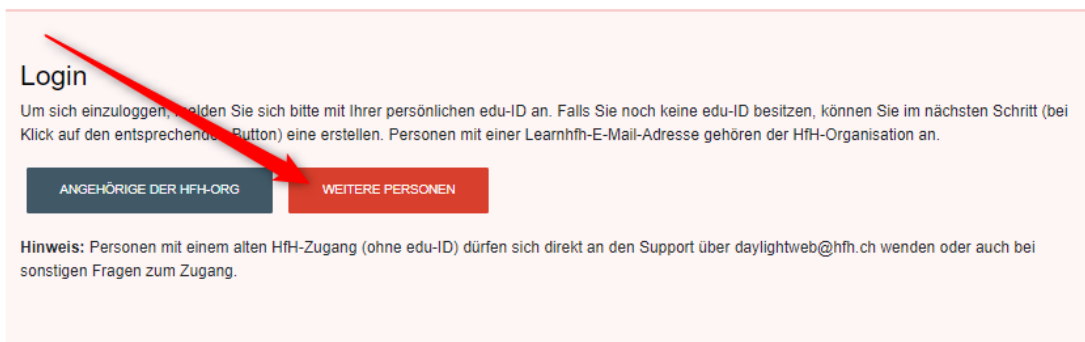 Login
Um sich einzuloggen, melden Sie sich bitte mit Ihrer persönlichen edu-ID an. Falls Sie noch keine edu-ID besitzen, können Sie im nächsten Schritt (bei
Klick auf den entsprechenden Button) eine erstellen. Personen mit einer Learnhfh-E-Mail-Adresse gehören der HfH-Organisation an.
ANGEHÖRIGE DER HFH-ORG WEITERE PERSONEN
Hinweis: Personen mit einem alten HfH-Zugang (ohne edu-ID) dürfen sich direkt an den Support über daylightweb@hfh.ch wenden oder auch bei
sonstigen Fragen zum Zugang.